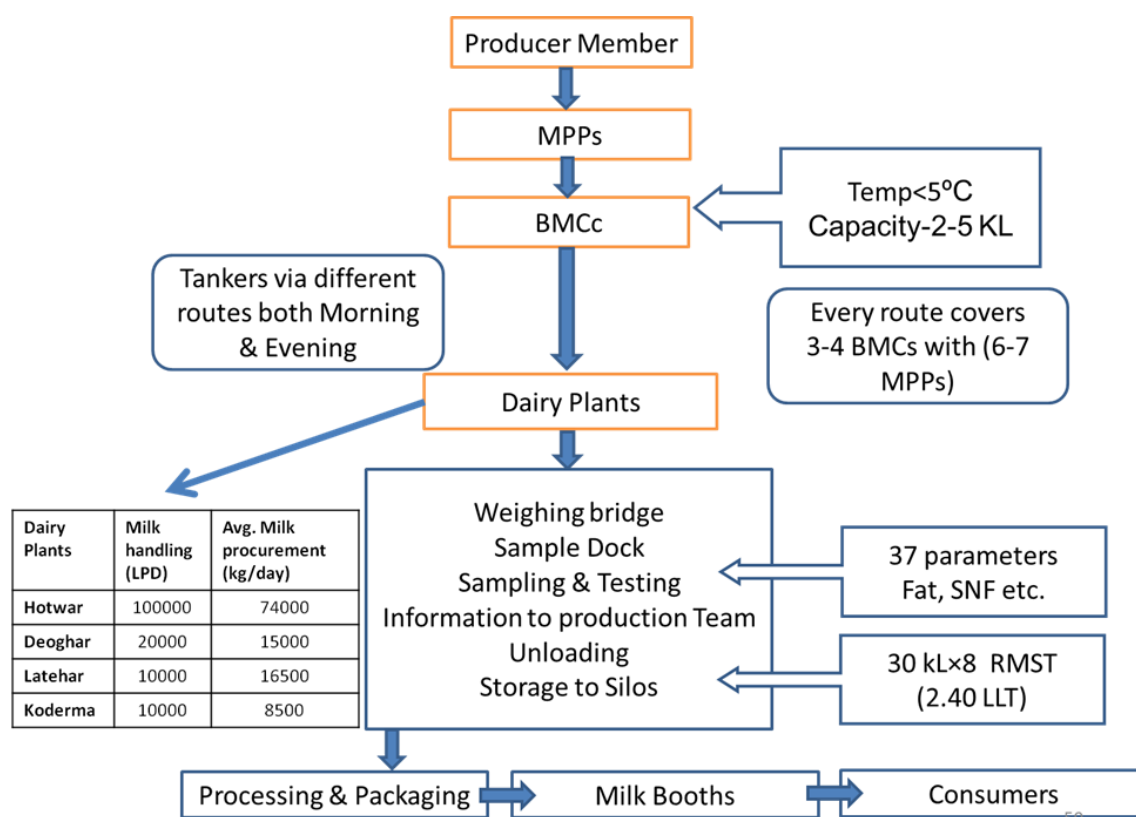 Producer Member
MPPs
BMCc
Temp<5⁰C
Capacity-2-5 KL
Tankers via different
routes both Morning
& Evening
Every route covers
3-4 BMCs with (6-7
MPPs)
Dairy Plants
Weighing bridge
Sample Dock
Sampling & Testing
Information to production Team
Unloading
Storage to Silos
37 parameters
Fat, SNF etc.
30 kL×8 RMST
(2.40 LLT)
Dairy Plants | Milk handling (LPD) | Avg. Milk procurement (kg/day)
Hotwar | 100000 | 74000
Deoghar | 20000 | 15000
Latehar | 10000 | 16500
Koderma | 10000 | 8500
Processing & Packaging
Milk Booths
Consumers